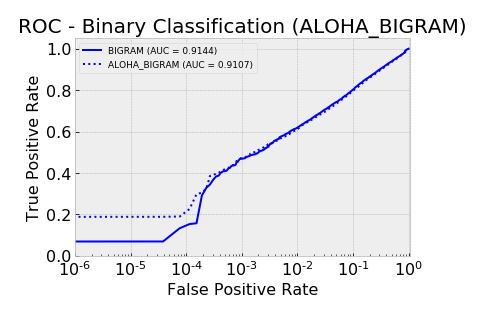 ROC - Binary Classification (ALOHA_BIGRAM)
BIGRAM (AUC = 0.9144)
ALOHA_BIGRAM (AUC = 0.9107)
True Positive Rate
1.0
0.8
0.6
0.4
0.2
0.0
10⁻⁶ 10⁻⁵ 10⁻⁴ 10⁻³ 10⁻² 10⁻¹ 10⁰
False Positive Rate